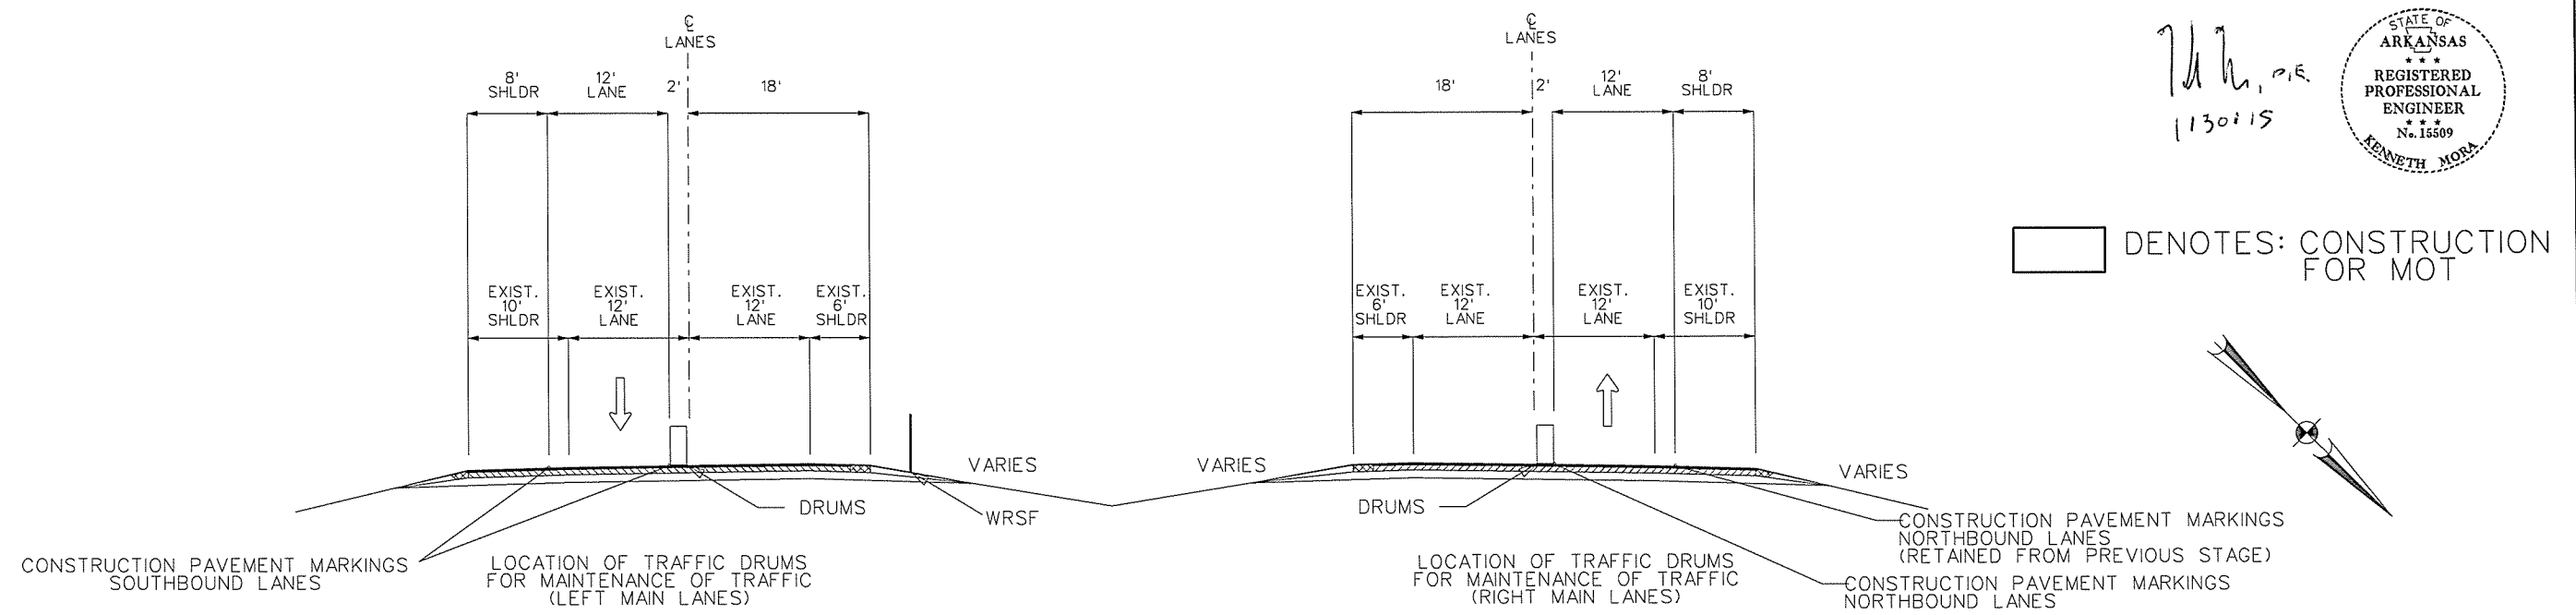 ℄
LANES
8'
SHLDR
12'
LANE
2'
18'
EXIST.
10'
SHLDR
EXIST.
12'
LANE
EXIST.
12'
LANE
EXIST.
6'
SHLDR
VARIES
DRUMS
WRSF
CONSTRUCTION PAVEMENT MARKINGS
SOUTHBOUND LANES
LOCATION OF TRAFFIC DRUMS
FOR MAINTENANCE OF TRAFFIC
(LEFT MAIN LANES)
℄
LANES
18'
2'
12'
LANE
8'
SHLDR
EXIST.
6'
SHLDR
EXIST.
12'
LANE
EXIST.
12'
LANE
EXIST.
10'
SHLDR
VARIES
VARIES
DRUMS
LOCATION OF TRAFFIC DRUMS
FOR MAINTENANCE OF TRAFFIC
(RIGHT MAIN LANES)
CONSTRUCTION PAVEMENT MARKINGS
NORTHBOUND LANES
(RETAINED FROM PREVIOUS STAGE)
CONSTRUCTION PAVEMENT MARKINGS
NORTHBOUND LANES
P.E.
STATE OF
ARKANSAS
★ ★ ★
REGISTERED
PROFESSIONAL
ENGINEER
★ ★ ★
No. 15509
KENNETH MORA
DENOTES: CONSTRUCTION
FOR MOT